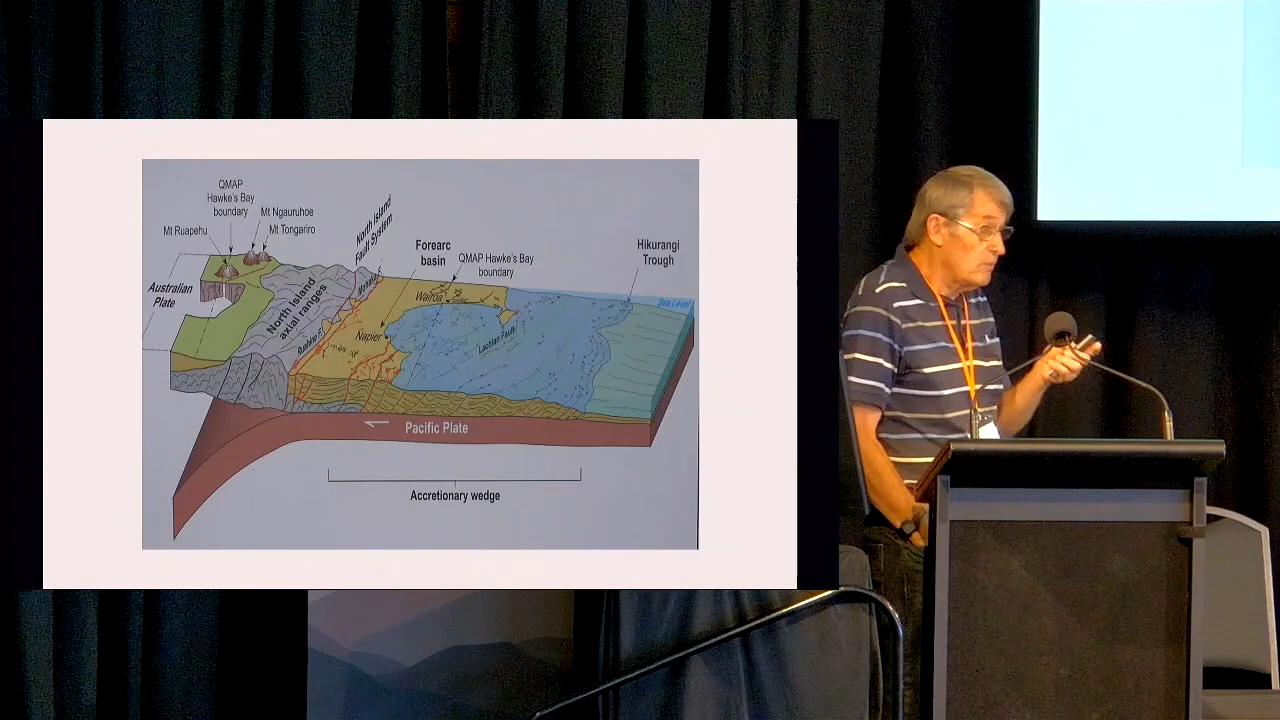 QMAP
Hawke's Bay
boundary
Mt Ngauruhoe
Mt Ruapehu
Mt Tongariro
North Island
Fault System
Forearc
basin
QMAP Hawke's Bay
boundary
Hikurangi
Trough
Australian
Plate
North Island
axial ranges
Mohaka F.
Ruahine F.
Wairoa
Napier
Lachlan Fault
Sea Level
Pacific Plate
Accretionary wedge